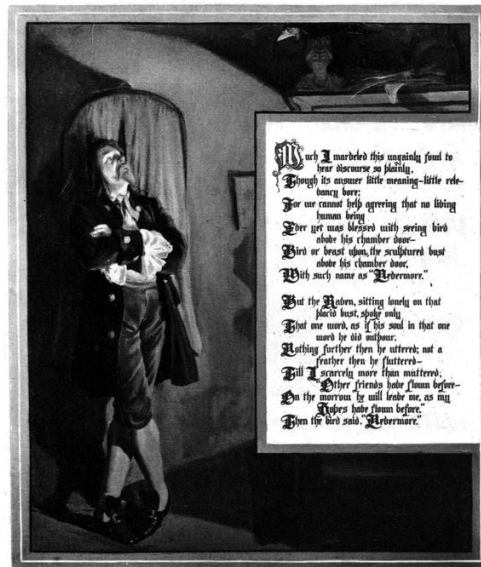 Much I marveled this ungainly fowl to
hear discourse so plainly,
Though its answer little meaning—little rele-
vancy bore;
For we cannot help agreeing that no living
human being
Ever yet was blessed with seeing bird
above his chamber door—
Bird or beast upon, the sculptured bust
above his chamber door,
With such name as "Nevermore."
But the Raven, sitting lonely on that
placid bust, spoke only
That one word, as if his soul in that one
word he did outpour.
Nothing further then he uttered; not a
feather then he fluttered—
Till I scarcely more than muttered,
"Other friends have flown before—
On the morrow he will leave me, as my
Hopes have flown before."
Then the bird said, "Nevermore."